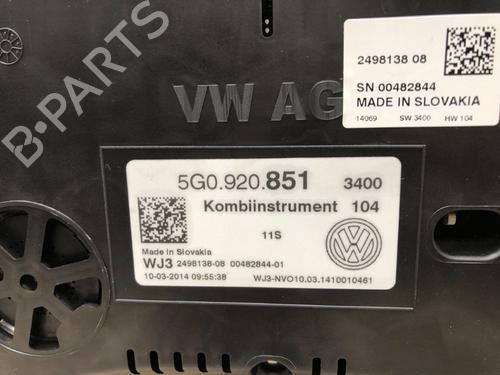 2498138 08
SN 00482844
MADE IN SLOVAKIA
14069 SW 3400 HW 104
VW AG
5G0.920.851 3400
Kombiinstrument 104
11S
Made in Slovakia
WJ3 2498138-08 00482844-01
10-03-2014 09:55:38 WJ3-NVO10.03.1410010461
B-Parts